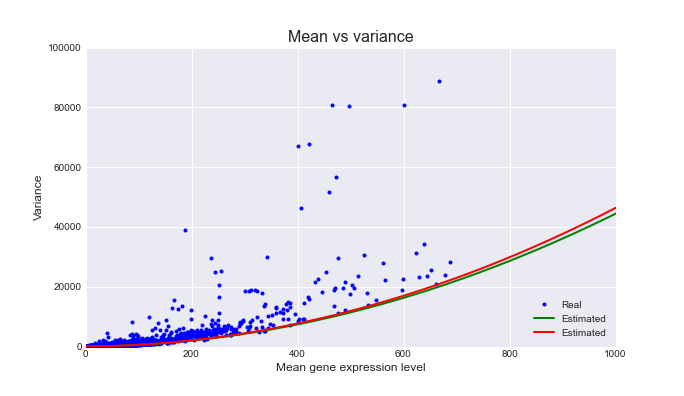 Mean vs variance
100000
80000
60000
40000
20000
0
Variance
0 200 400 600 800 1000
Mean gene expression level
Real
Estimated
Estimated